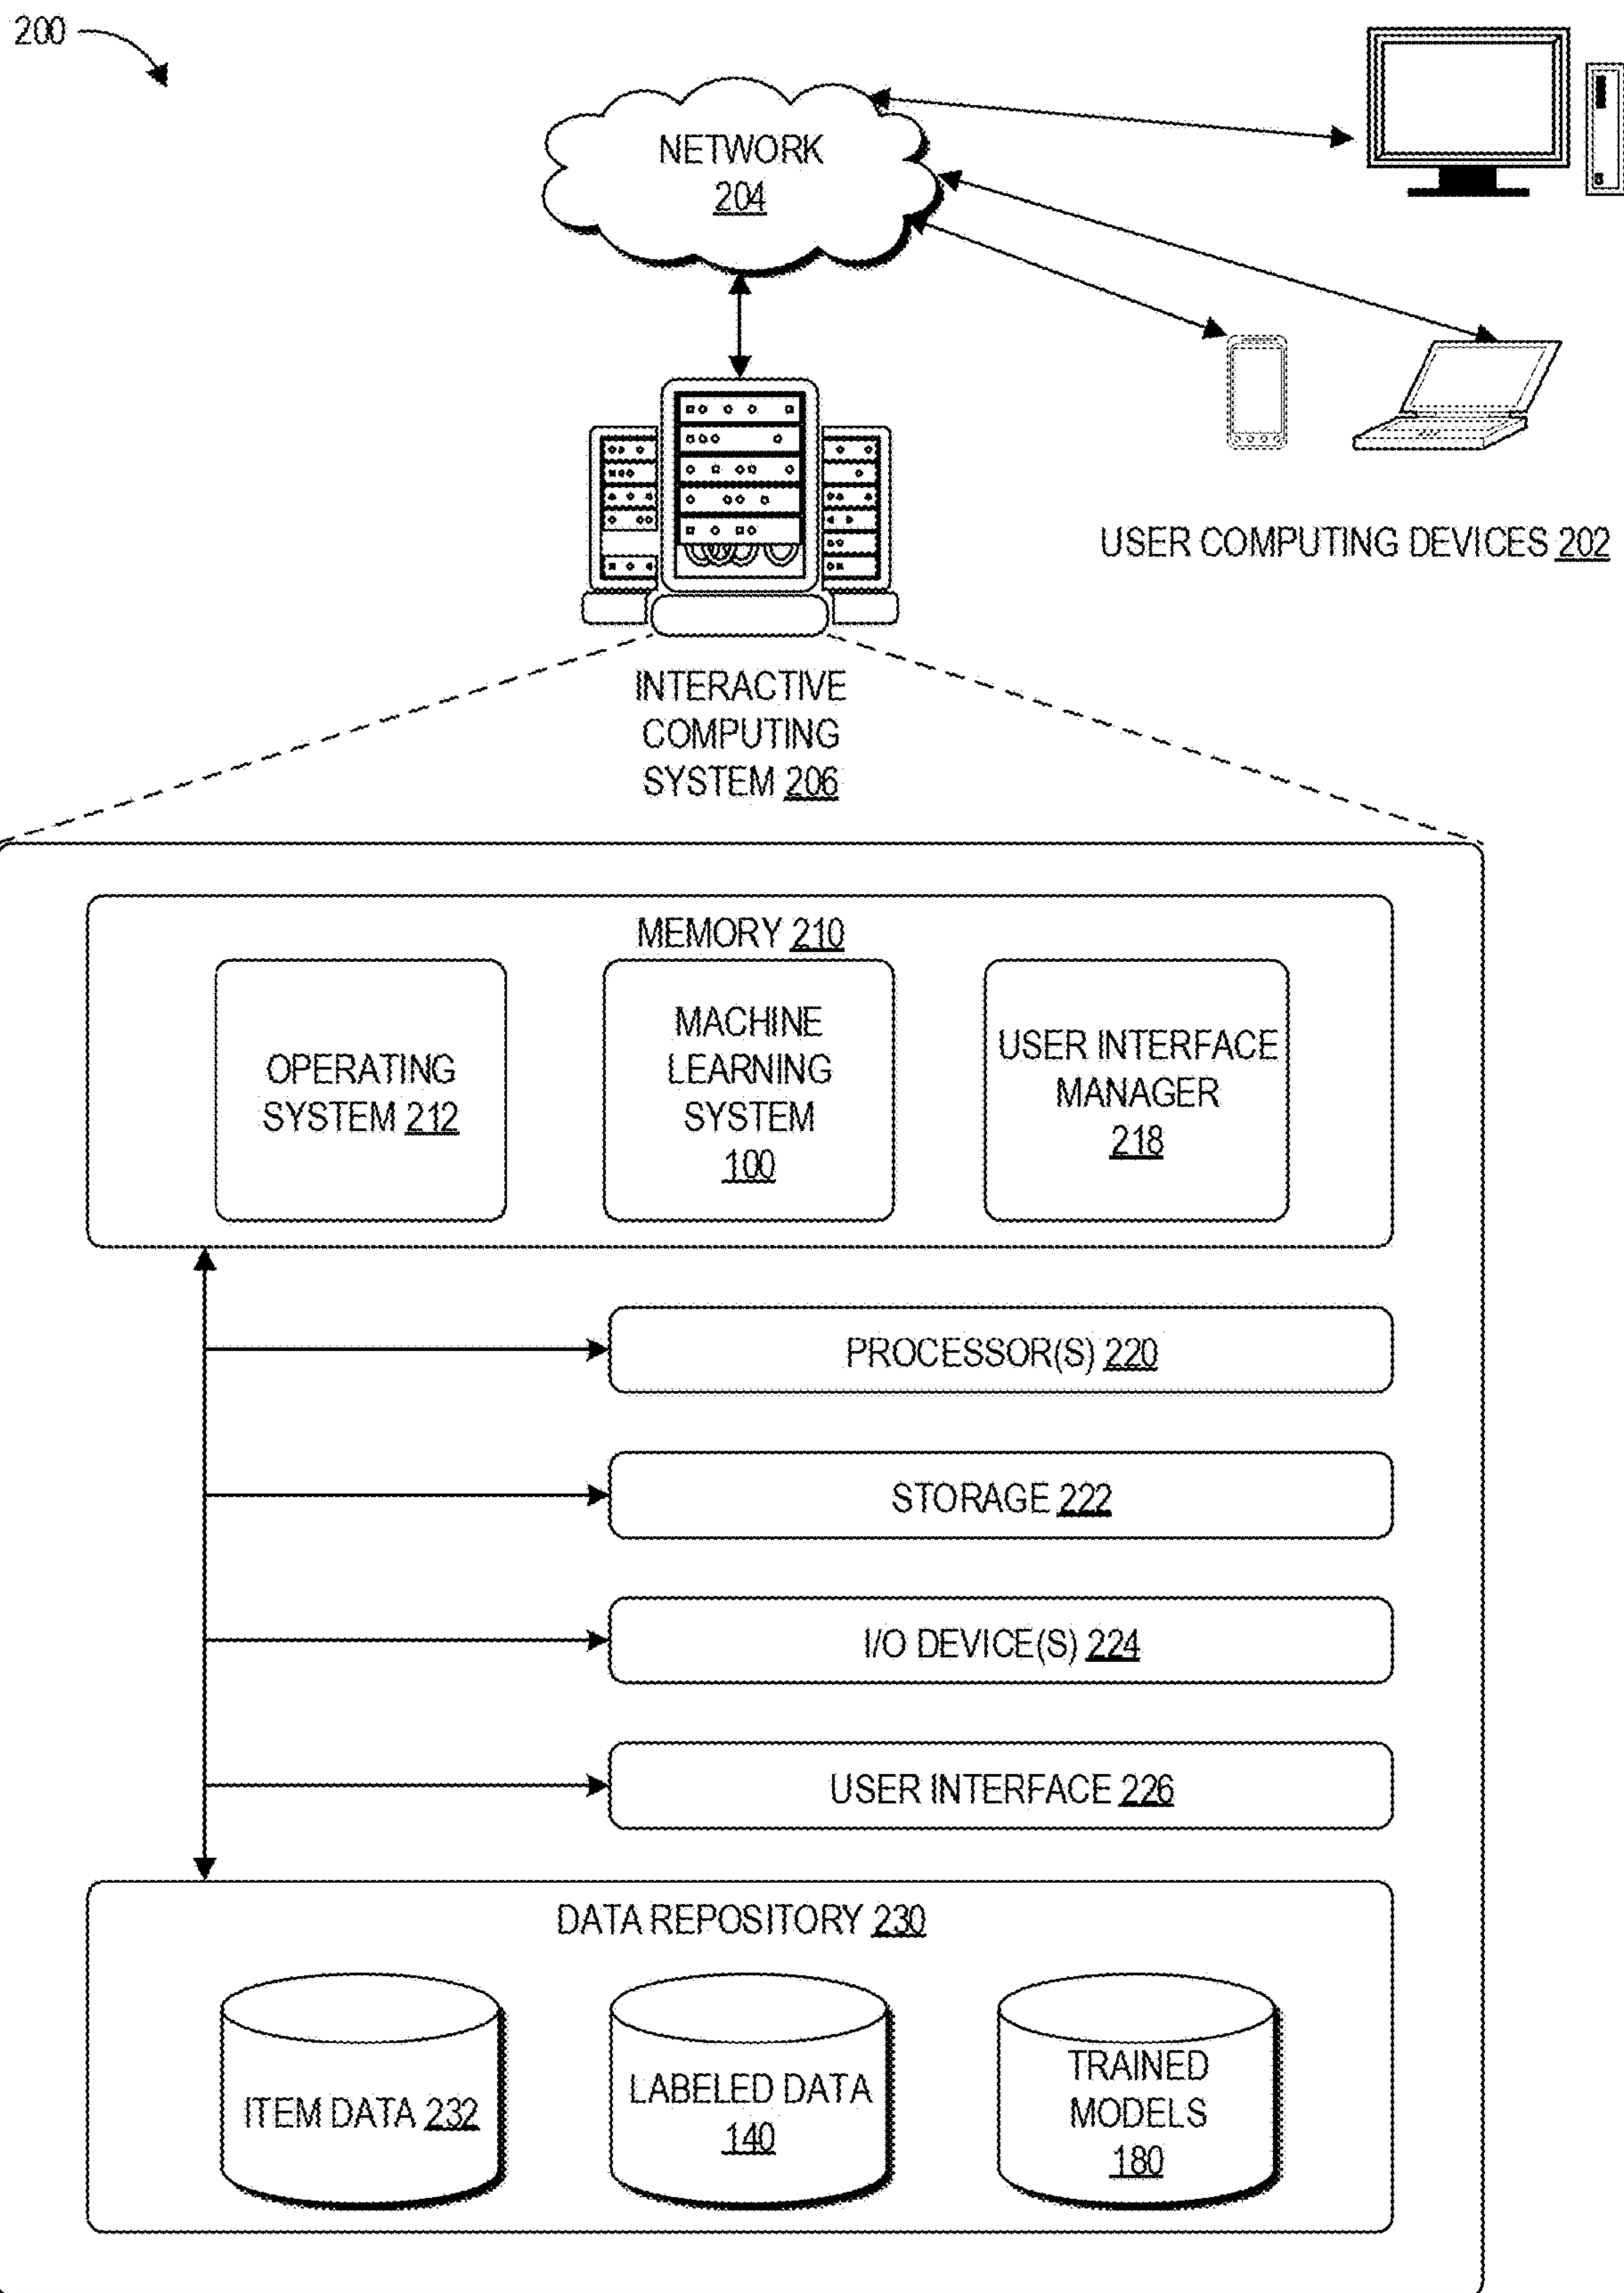 200
NETWORK
204
USER COMPUTING DEVICES 202
INTERACTIVE
COMPUTING
SYSTEM 206
MEMORY 210
OPERATING
SYSTEM 212
MACHINE
LEARNING
SYSTEM
100
USER INTERFACE
MANAGER
218
PROCESSOR(S) 220
STORAGE 222
I/O DEVICE(S) 224
USER INTERFACE 226
DATA REPOSITORY 230
ITEM DATA 232
LABELED DATA
140
TRAINED
MODELS
180